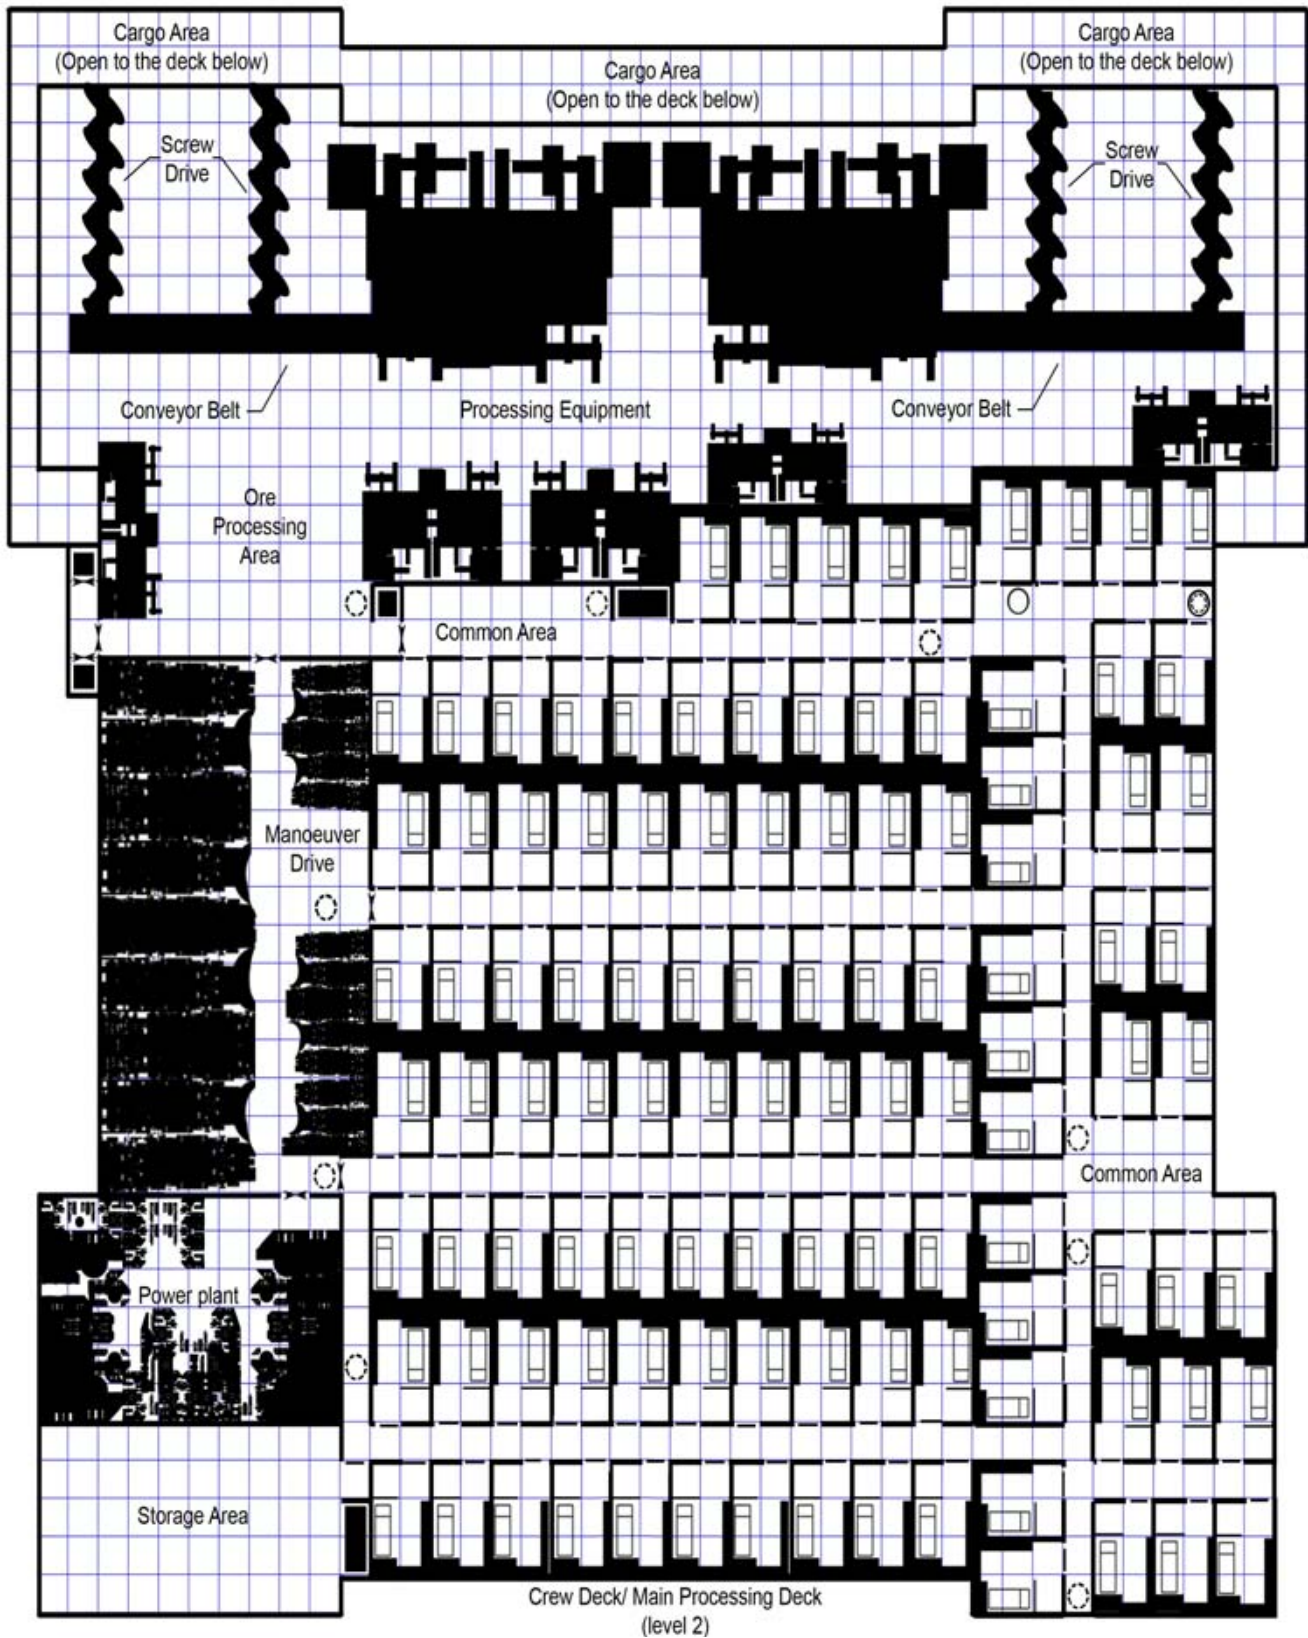 Cargo Area
(Open to the deck below)
Cargo Area
(Open to the deck below)
Cargo Area
(Open to the deck below)
Screw
Drive
Screw
Drive
Conveyor Belt
Processing Equipment
Conveyor Belt
Ore
Processing
Area
Common Area
Manoeuver
Drive
Common Area
Power plant
Storage Area
Crew Deck/ Main Processing Deck
(level 2)